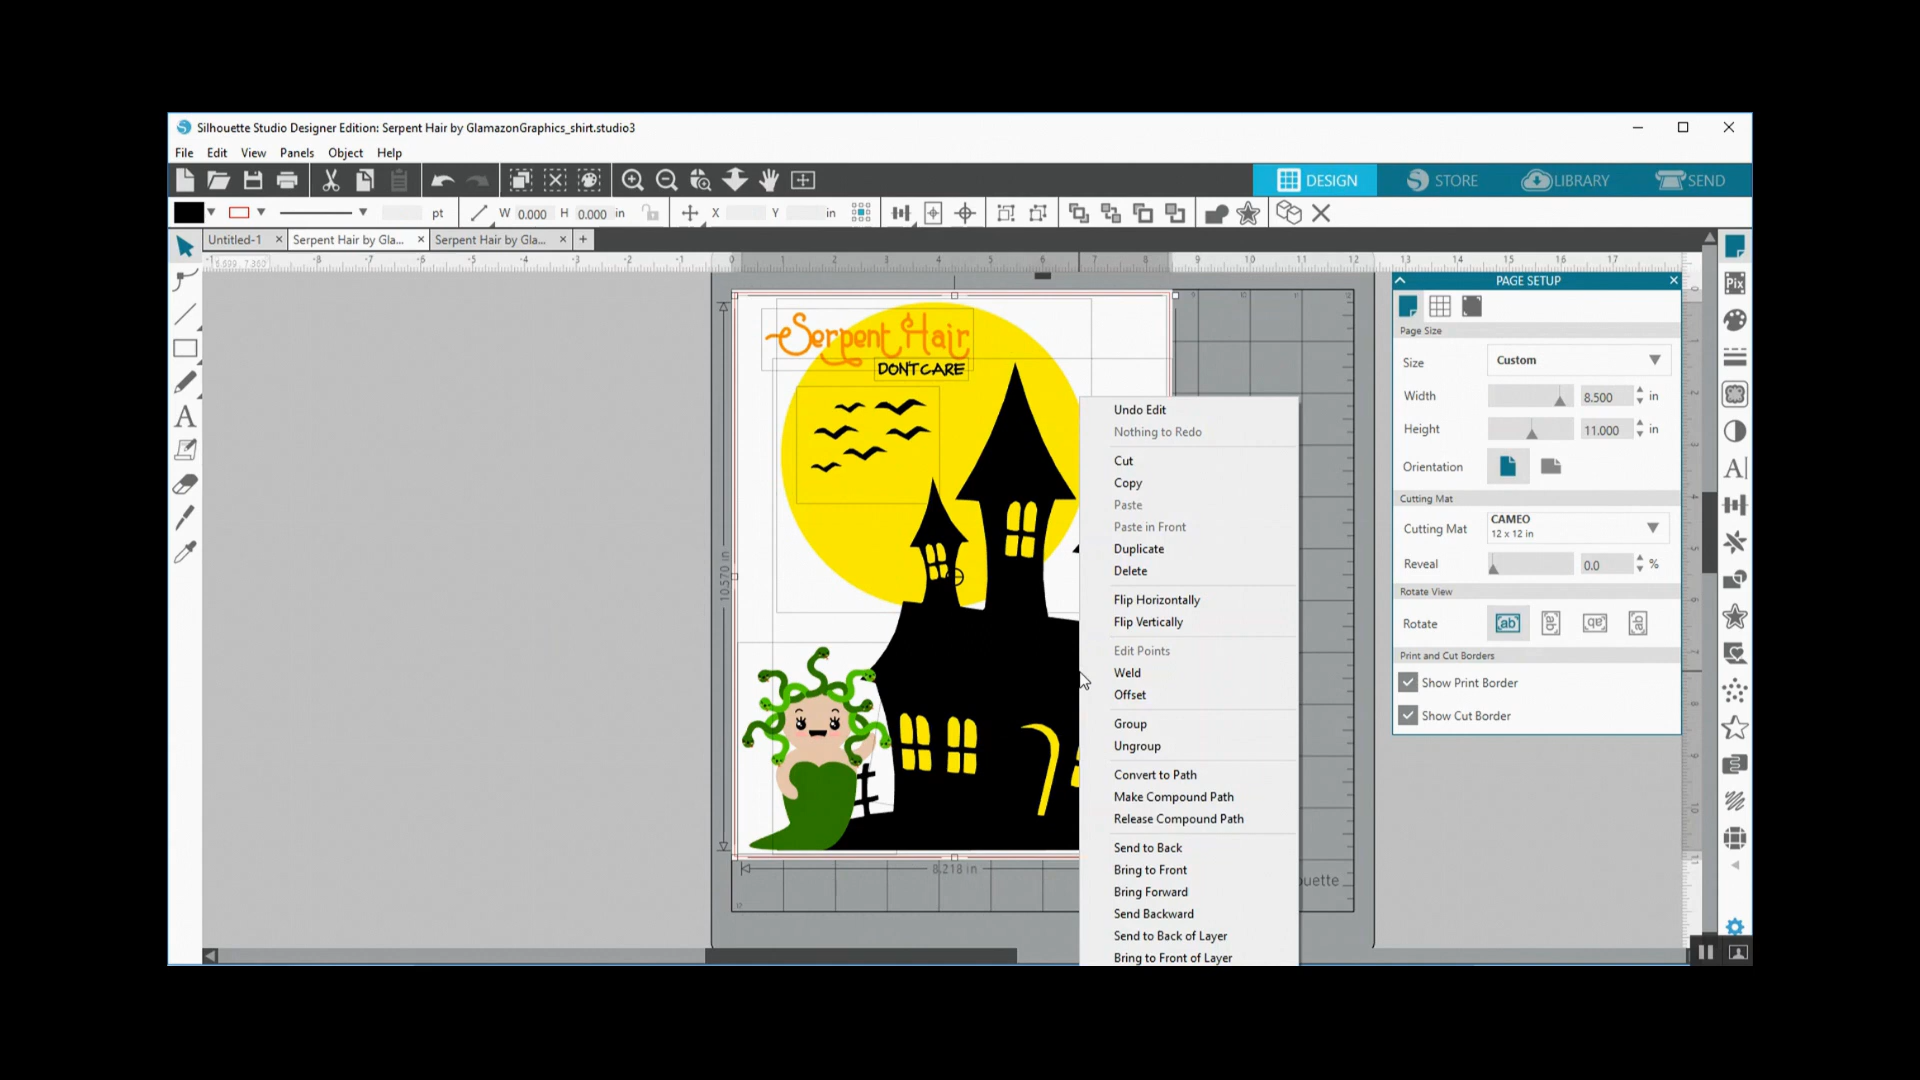 Silhouette Studio Designer Edition: Serpent Hair by GlamazonGraphics_shirt.studio3
File Edit View Panels Object Help
DESIGN STORE LIBRARY SEND
pt W 0.000 H 0.000 in X Y in
Untitled-1 Serpent Hair by Gla... Serpent Hair by Gla...
PAGE SETUP
Page Size
Size Custom
Width 8.500 in
Height 11.000 in
Orientation
Cutting Mat
Cutting Mat CAMEO
12 x 12 in
Reveal 0.0 %
Rotate View
Rotate ab ab ab ab
Print and Cut Borders
Show Print Border
Show Cut Border
Pix
Serpent Hair
DON'T CARE
10.570 in
8.218 in
uette
Undo Edit
Nothing to Redo
Cut
Copy
Paste
Paste in Front
Duplicate
Delete
Flip Horizontally
Flip Vertically
Edit Points
Weld
Offset
Group
Ungroup
Convert to Path
Make Compound Path
Release Compound Path
Send to Back
Bring to Front
Bring Forward
Send Backward
Send to Back of Layer
Bring to Front of Layer